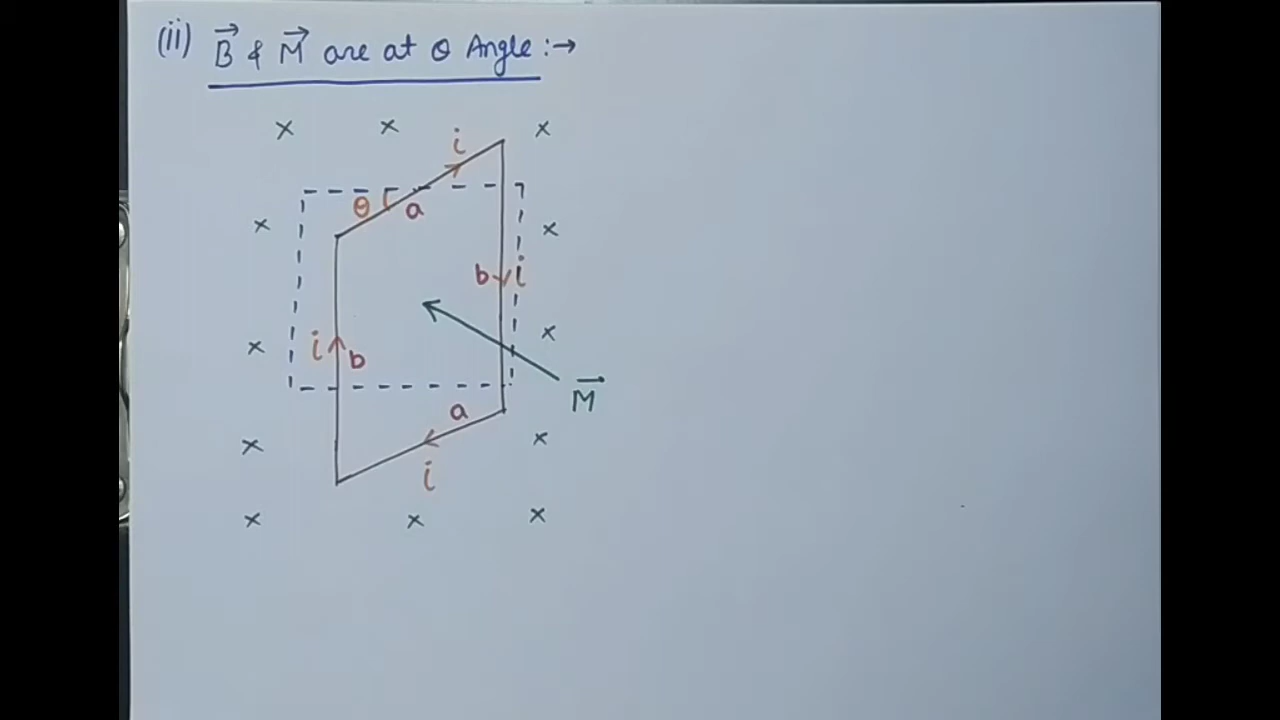 (ii) B⃗ & M⃗ are at θ Angle :→
× × ×
i
θ a
× ×
b i
× i b ×
M⃗
a
× ×
i
× × ×